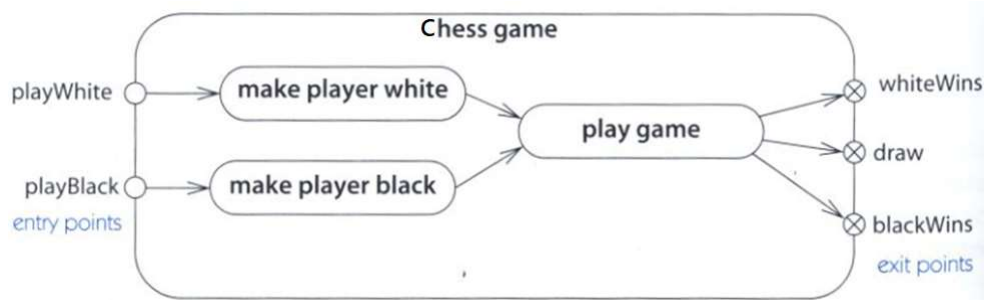 Chess game
playWhite
make player white
whiteWins
play game
draw
playBlack
make player black
entry points
blackWins
exit points